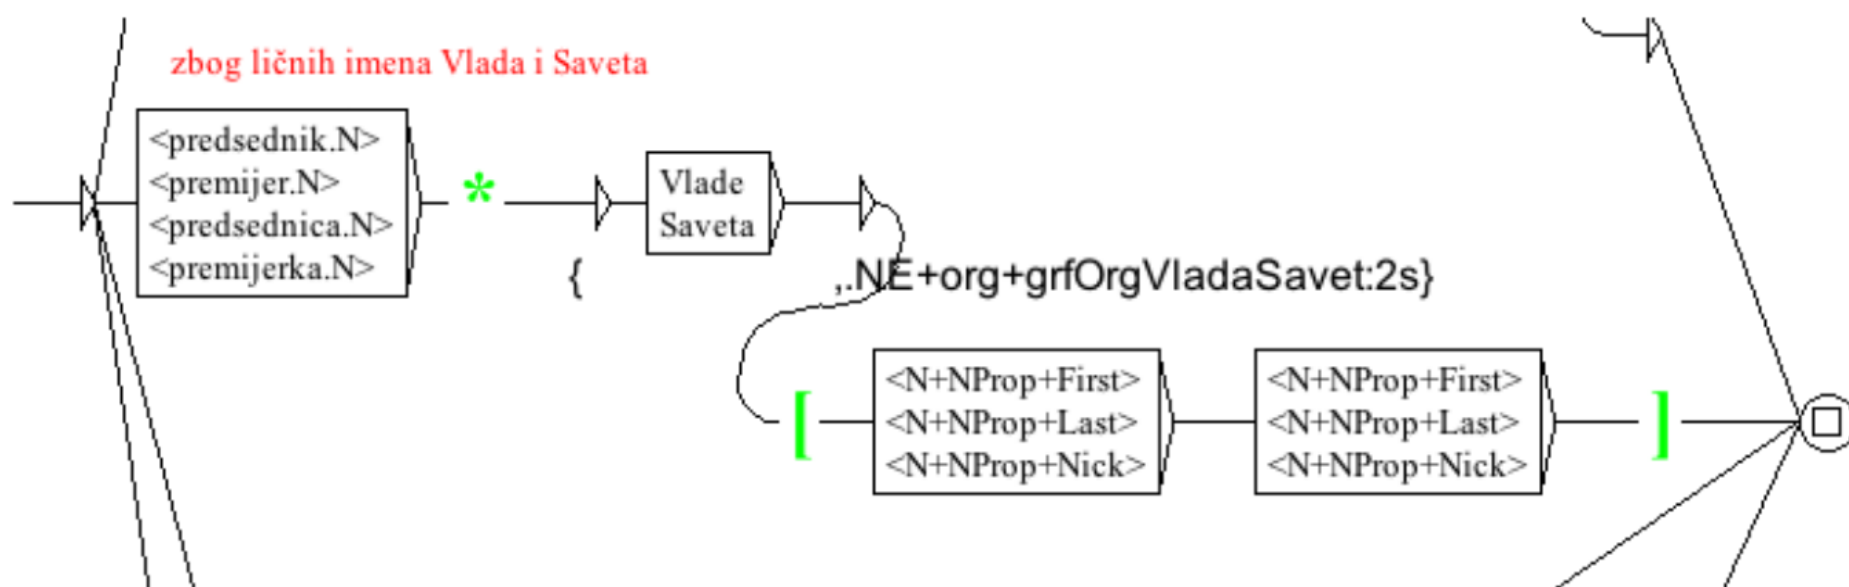 zbog ličnih imena Vlada i Saveta
<predsednik.N>
<premijer.N>
<predsednica.N>
<premijerka.N>
*
Vlade
Saveta
{ ,.NE+org+grfOrgVladaSavet:2s}
[
<N+NProp+First>
<N+NProp+Last>
<N+NProp+Nick>
<N+NProp+First>
<N+NProp+Last>
<N+NProp+Nick>
]